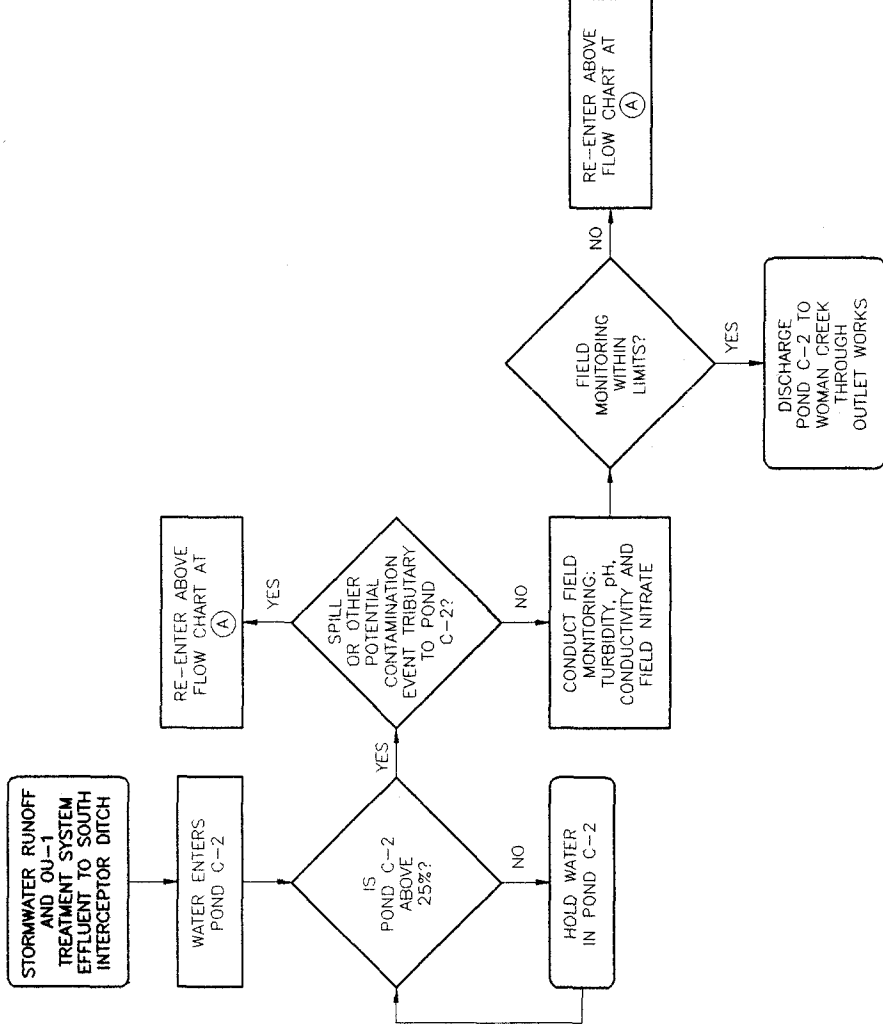 STORMWATER RUNOFF
AND OU-1
TREATMENT SYSTEM
EFFLUENT TO SOUTH
INTERCEPTOR DITCH
WATER ENTERS
POND C-2
IS
POND C-2
ABOVE
25%?
NO
HOLD WATER
IN POND C-2
YES
SPILL
OR OTHER
POTENTIAL
CONTAMINATION
EVENT TRIBUTARY
TO POND
C-2?
YES
RE-ENTER ABOVE
FLOW CHART AT
A
NO
CONDUCT FIELD
MONITORING:
TURBIDITY, pH,
CONDUCTIVITY AND
FIELD NITRATE
FIELD
MONITORING
WITHIN
LIMITS?
NO
RE-ENTER ABOVE
FLOW CHART AT
A
YES
DISCHARGE
POND C-2 TO
WOMAN CREEK
THROUGH
OUTLET WORKS